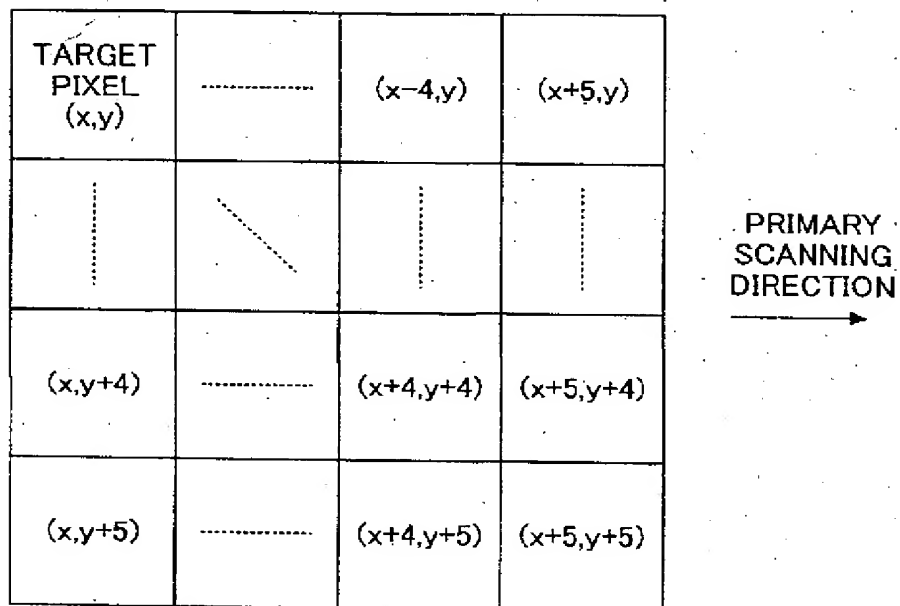 TARGET
PIXEL
(x,y)
(x−4,y)
(x+5,y)
PRIMARY
SCANNING
DIRECTION
(x,y+4)
(x+4,y+4)
(x+5,y+4)
(x,y+5)
(x+4,y+5)
(x+5,y+5)